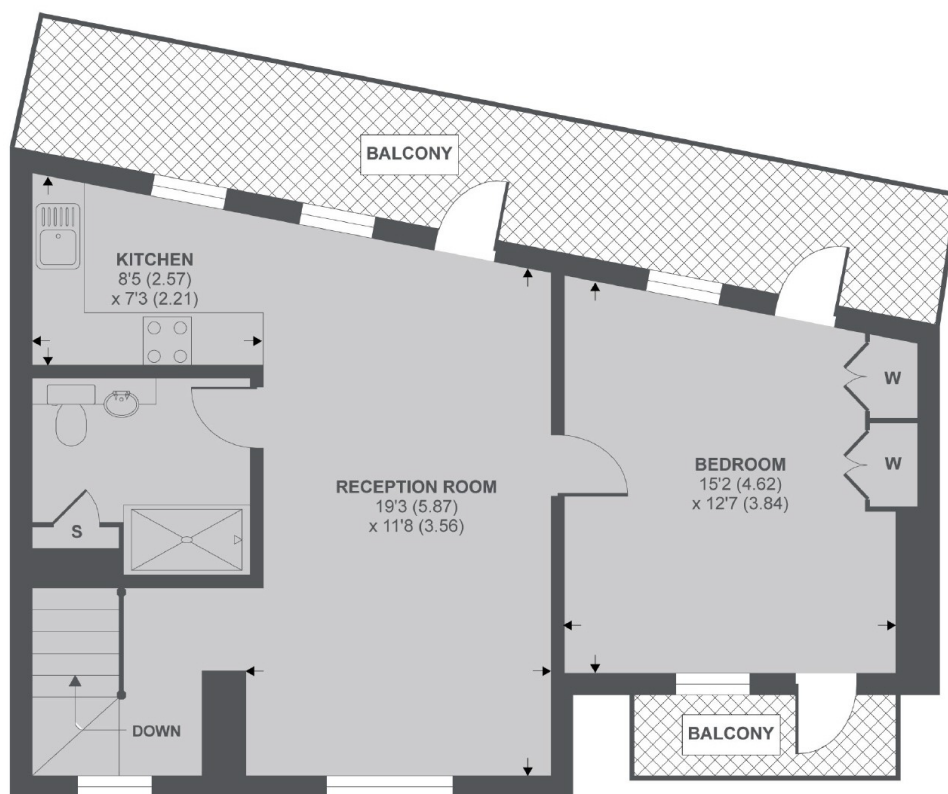 BALCONY
KITCHEN
8'5 (2.57)
x 7'3 (2.21)
W
W
RECEPTION ROOM
19'3 (5.87)
x 11'8 (3.56)
BEDROOM
15'2 (4.62)
x 12'7 (3.84)
S
DOWN
BALCONY